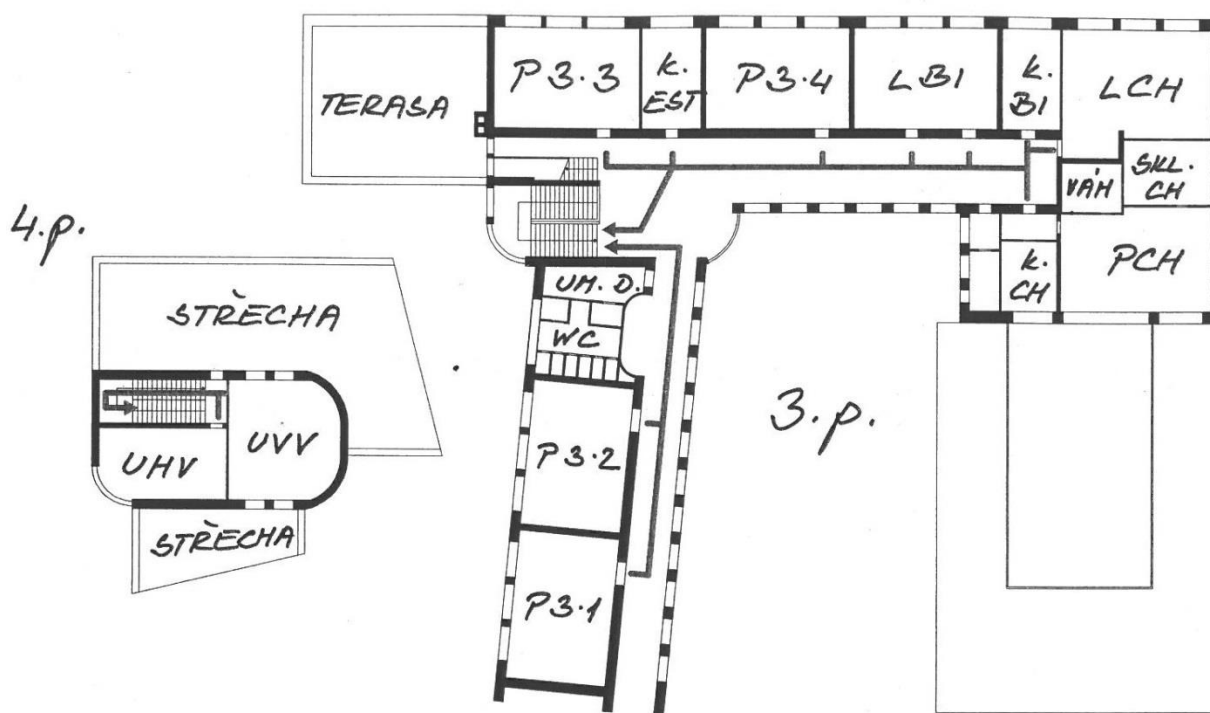 P3.3
K.
EST
P3.4
LBI
K.
BI
LCH
TERASA
SKL.
CH
VÁH
4.p.
K.
CH
PCH
STŘECHA
UM.D.
WC
3.p.
UHV
UVV
P3.2
STŘECHA
P3.1